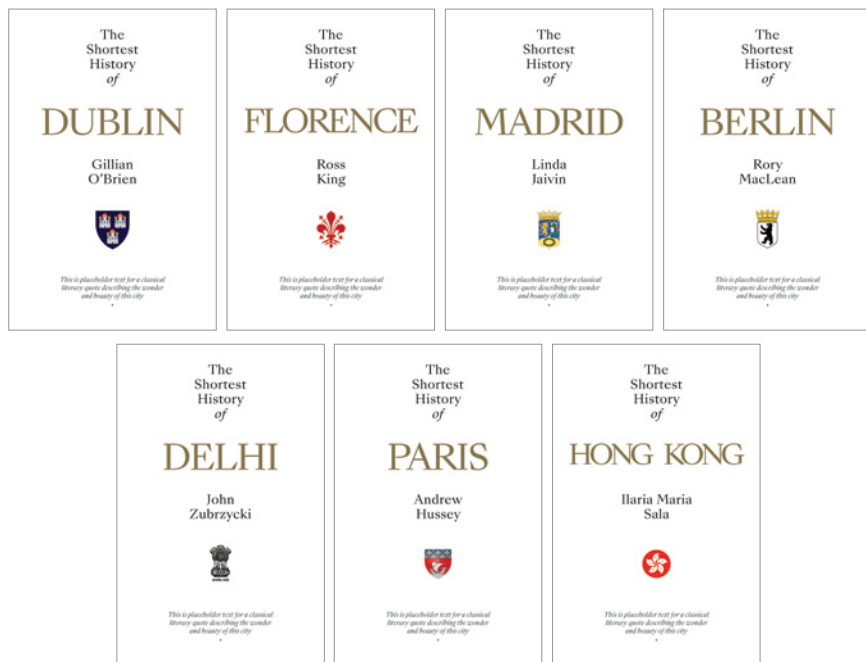 The
Shortest
History
of
DUBLIN
Gillian
O'Brien
This is placeholder text for a classical
literary quote describing the wonder
and beauty of this city
The
Shortest
History
of
FLORENCE
Ross
King
This is placeholder text for a classical
literary quote describing the wonder
and beauty of this city
The
Shortest
History
of
MADRID
Linda
Jaivin
This is placeholder text for a classical
literary quote describing the wonder
and beauty of this city
The
Shortest
History
of
BERLIN
Rory
MacLean
This is placeholder text for a classical
literary quote describing the wonder
and beauty of this city
The
Shortest
History
of
DELHI
John
Zubrzycki
This is placeholder text for a classical
literary quote describing the wonder
and beauty of this city
The
Shortest
History
of
PARIS
Andrew
Hussey
This is placeholder text for a classical
literary quote describing the wonder
and beauty of this city
The
Shortest
History
of
HONG KONG
Ilaria Maria
Sala
This is placeholder text for a classical
literary quote describing the wonder
and beauty of this city